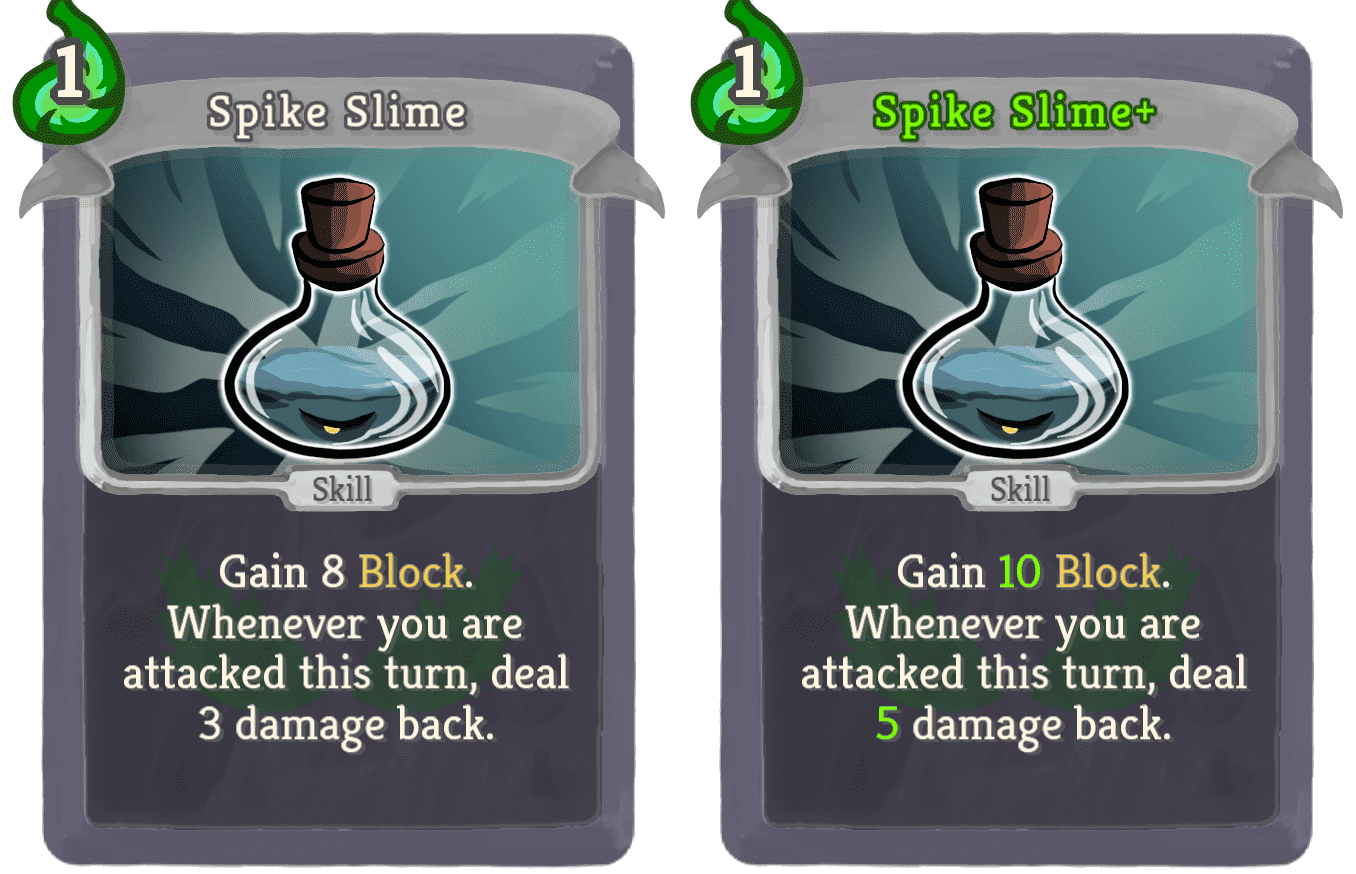 1
Spike Slime
Skill
Gain 8 Block.
Whenever you are
attacked this turn, deal
3 damage back.
1
Spike Slime+
Skill
Gain 10 Block.
Whenever you are
attacked this turn, deal
5 damage back.